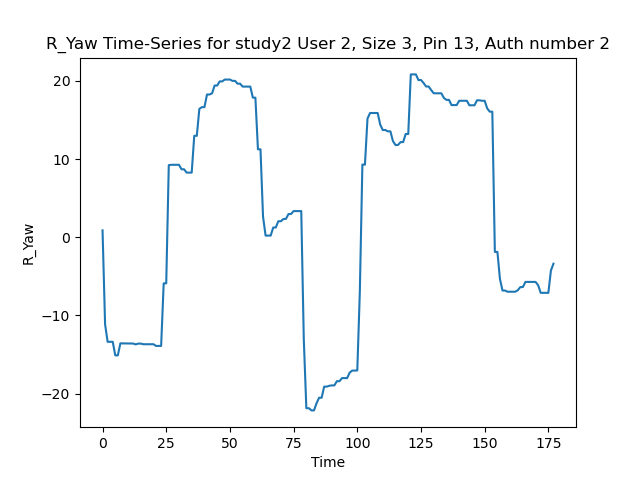 R_Yaw Time-Series for study2 User 2, Size 3, Pin 13, Auth number 2
20
10
0
−10
−20
R_Yaw
0 25 50 75 100 125 150 175
Time